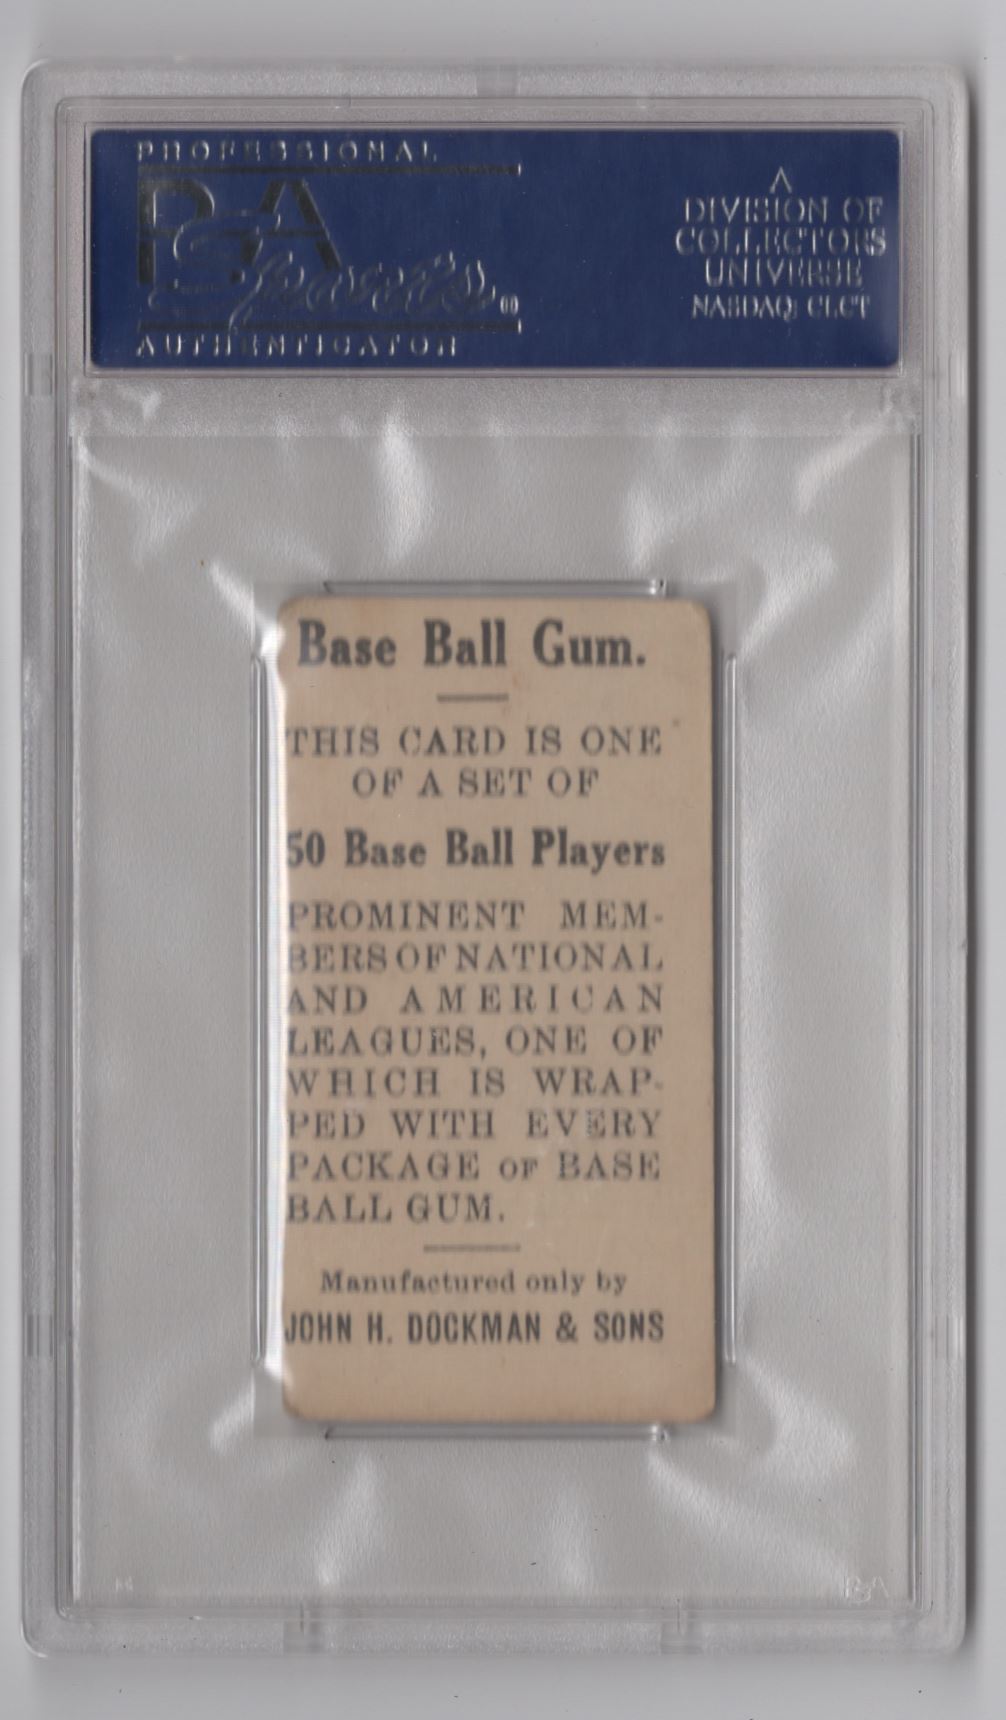 PROFESSIONAL
PSA
Sports
AUTHENTICATOR
A
DIVISION OF
COLLECTORS
UNIVERSE
NASDAQ: CLCT
Base Ball Gum.
THIS CARD IS ONE
OF A SET OF
50 Base Ball Players
PROMINENT MEM-
BERS OF NATIONAL
AND AMERICAN
LEAGUES, ONE OF
WHICH IS WRAP-
PED WITH EVERY
PACKAGE OF BASE
BALL GUM.
Manufactured only by
JOHN H. DOCKMAN & SONS
PSA